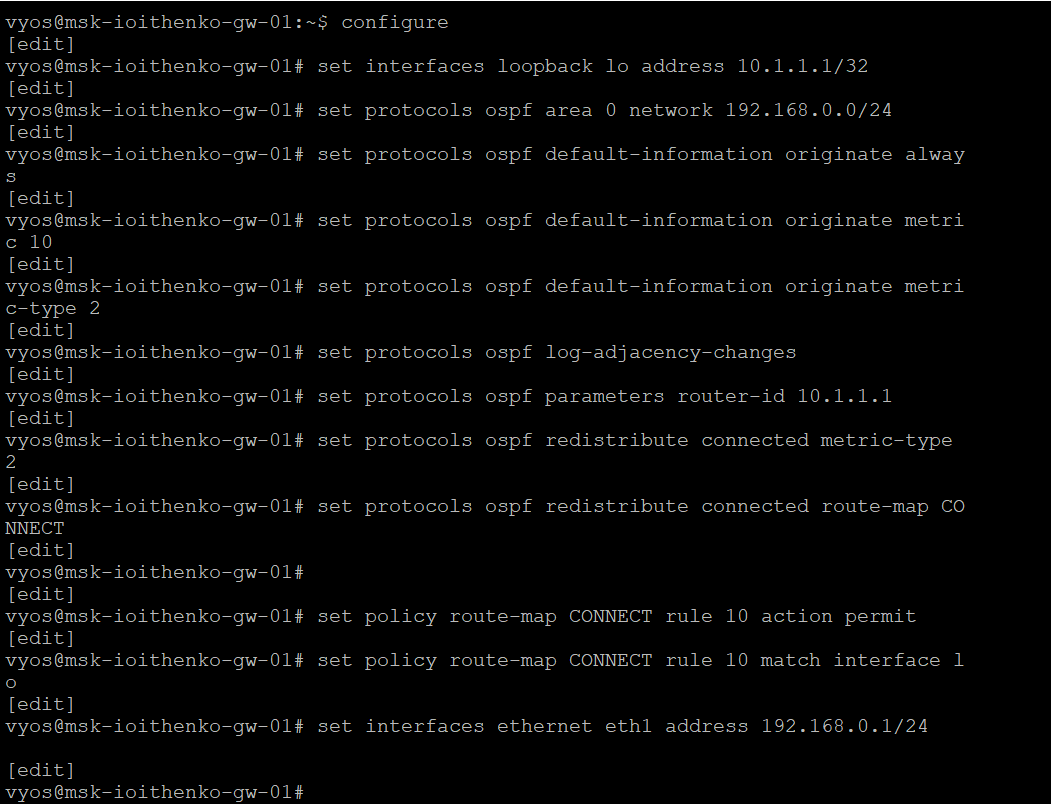 vyos@msk-ioithenko-gw-01:~$ configure
[edit]
vyos@msk-ioithenko-gw-01# set interfaces loopback lo address 10.1.1.1/32
[edit]
vyos@msk-ioithenko-gw-01# set protocols ospf area 0 network 192.168.0.0/24
[edit]
vyos@msk-ioithenko-gw-01# set protocols ospf default-information originate alway
s
[edit]
vyos@msk-ioithenko-gw-01# set protocols ospf default-information originate metri
c 10
[edit]
vyos@msk-ioithenko-gw-01# set protocols ospf default-information originate metri
c-type 2
[edit]
vyos@msk-ioithenko-gw-01# set protocols ospf log-adjacency-changes
[edit]
vyos@msk-ioithenko-gw-01# set protocols ospf parameters router-id 10.1.1.1
[edit]
vyos@msk-ioithenko-gw-01# set protocols ospf redistribute connected metric-type
2
[edit]
vyos@msk-ioithenko-gw-01# set protocols ospf redistribute connected route-map CO
NNECT
[edit]
vyos@msk-ioithenko-gw-01#
[edit]
vyos@msk-ioithenko-gw-01# set policy route-map CONNECT rule 10 action permit
[edit]
vyos@msk-ioithenko-gw-01# set policy route-map CONNECT rule 10 match interface l
o
[edit]
vyos@msk-ioithenko-gw-01# set interfaces ethernet eth1 address 192.168.0.1/24
[edit]
vyos@msk-ioithenko-gw-01#